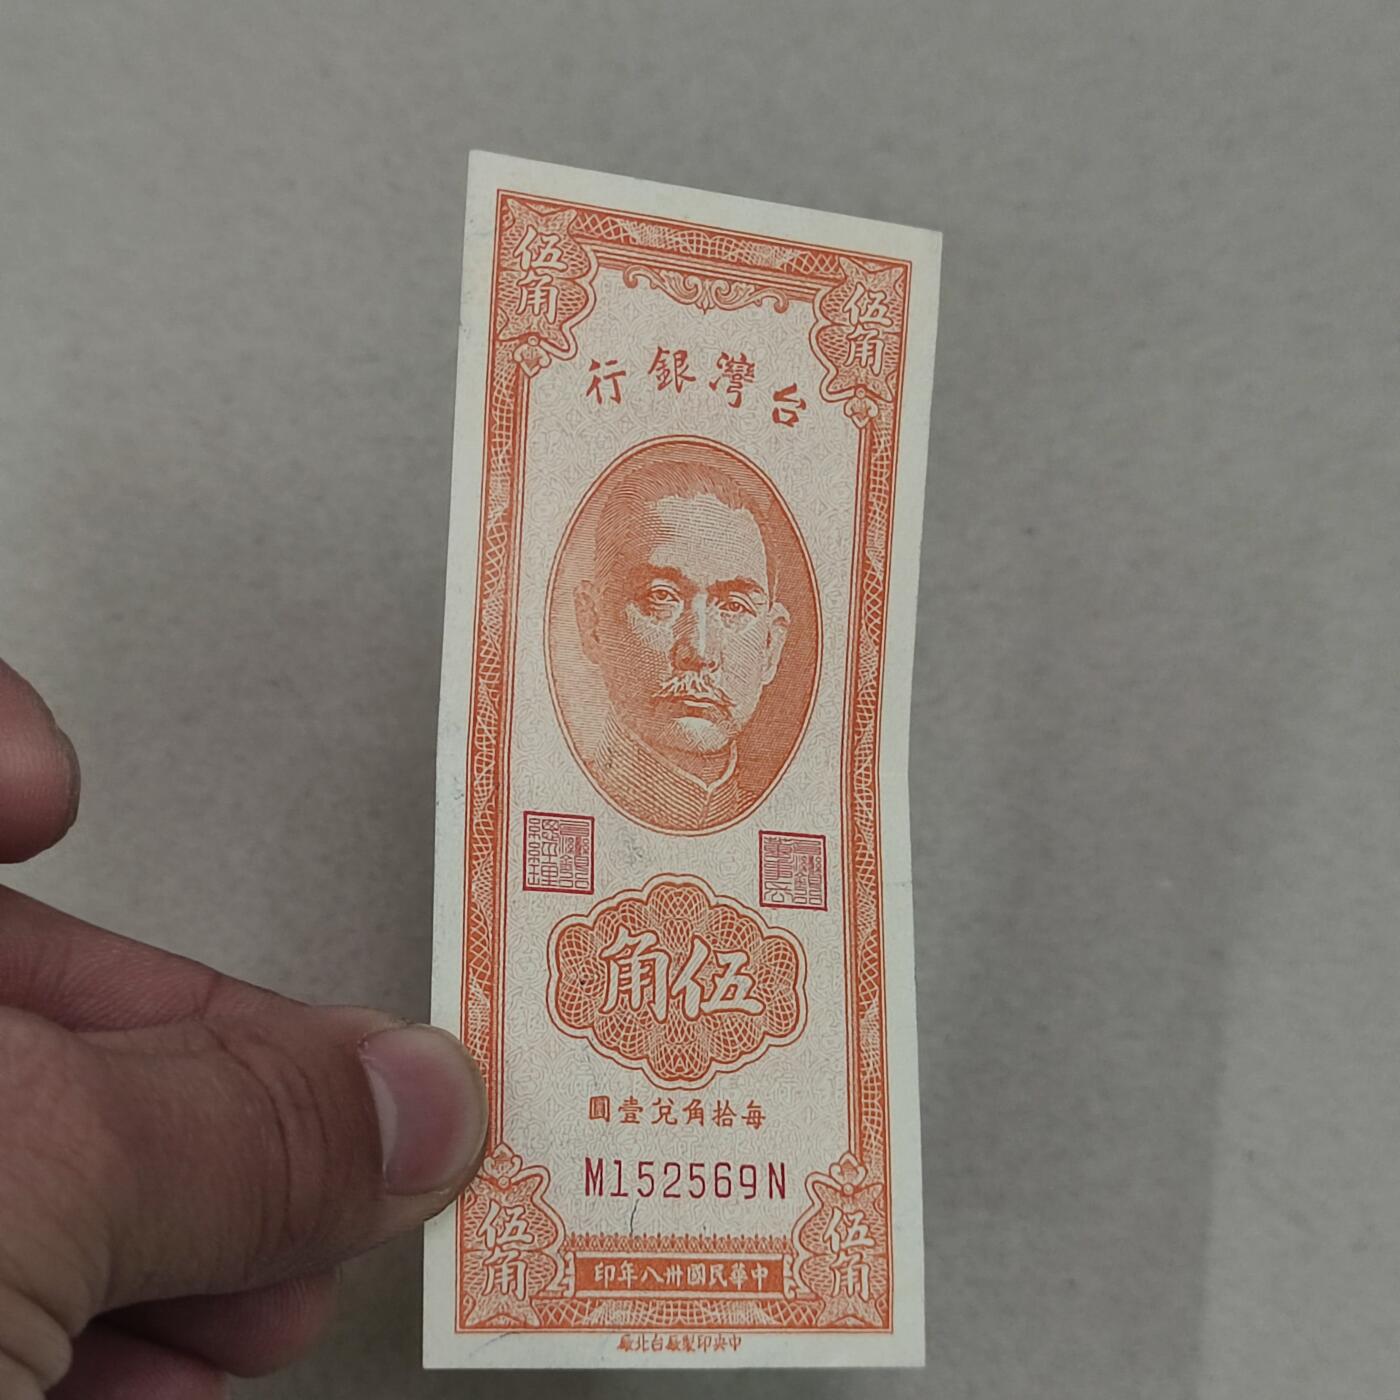 伍角
伍角
台灣銀行
伍角
每拾角兌壹圓
M152569N
伍角
伍角
中華民國卅八年印
中央印製廠台北廠